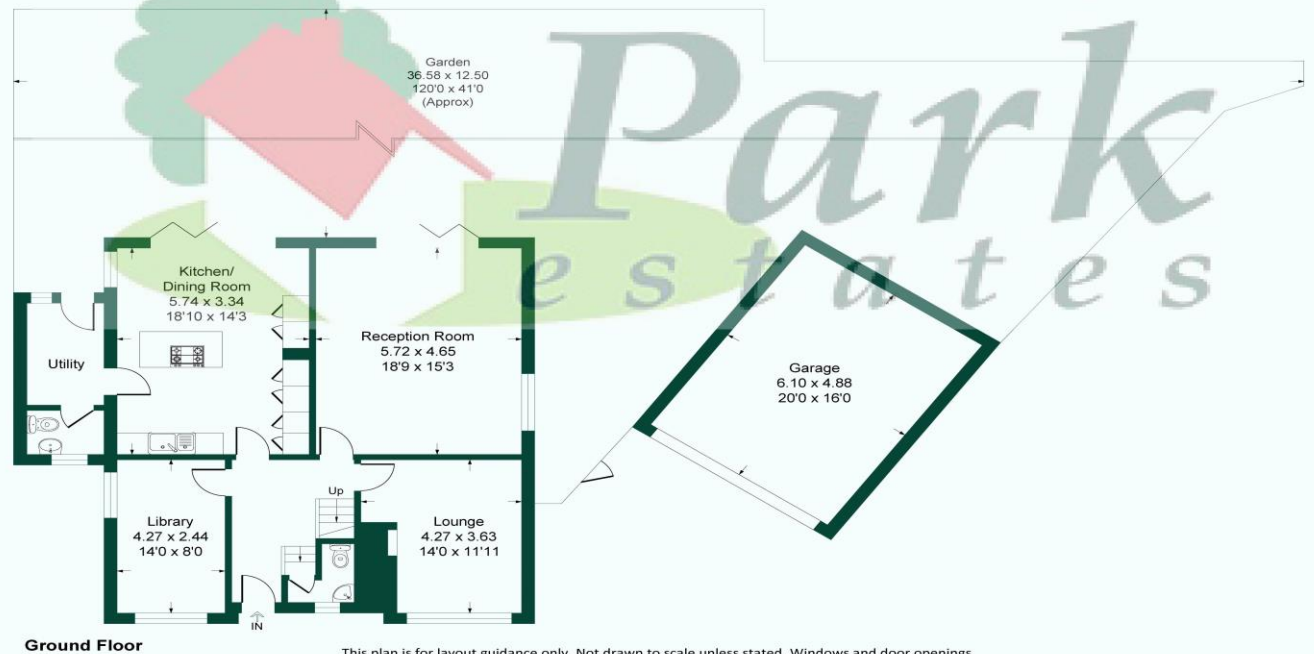 Garden
36.58 x 12.50
120'0 x 41'0
(Approx)
Park
estates
Kitchen/
Dining Room
5.74 x 3.34
18'10 x 14'3
Utility
Reception Room
5.72 x 4.65
18'9 x 15'3
Garage
6.10 x 4.88
20'0 x 16'0
Up
Library
4.27 x 2.44
14'0 x 8'0
Lounge
4.27 x 3.63
14'0 x 11'11
IN
Ground Floor
This plan is for layout guidance only. Not drawn to scale unless stated. Windows and door openings